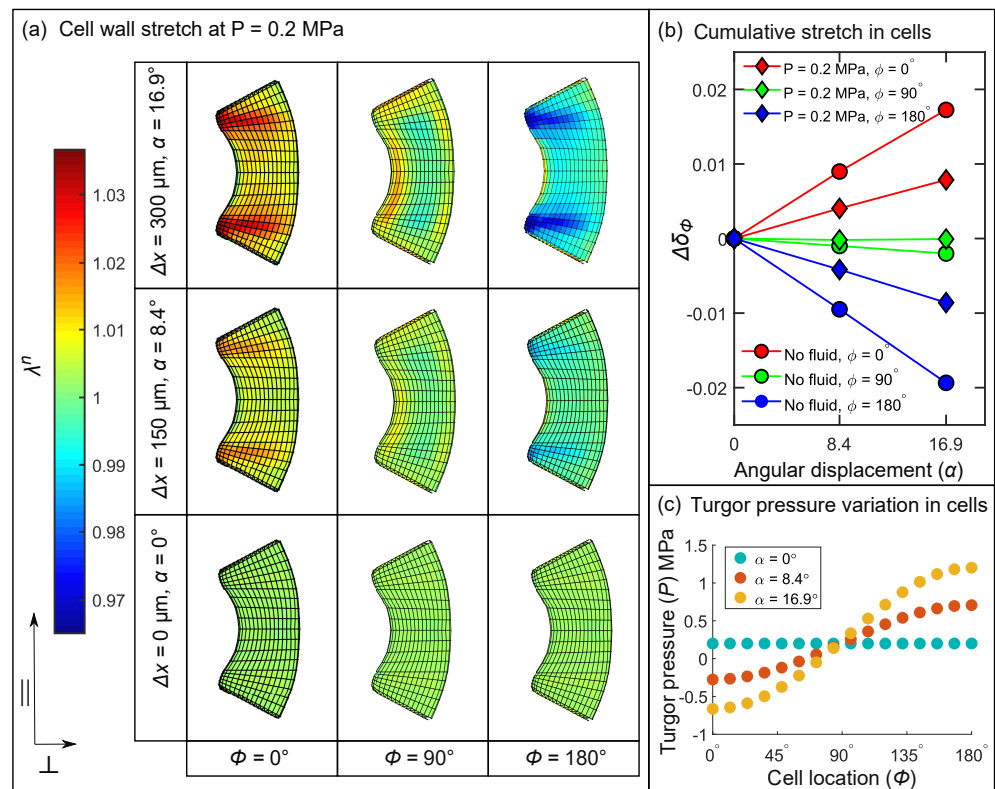 (a) Cell wall stretch at P = 0.2 MPa
Δx = 300 µm, α = 16.9°
Δx = 150 µm, α = 8.4°
Δx = 0 µm, α = 0°
λⁿ
1.03
1.02
1.01
1
0.99
0.98
0.97
||
⊥
Φ = 0°
Φ = 90°
Φ = 180°
(b) Cumulative stretch in cells
P = 0.2 MPa, ϕ = 0°
P = 0.2 MPa, ϕ = 90°
P = 0.2 MPa, ϕ = 180°
0.02
0.01
0
-0.01
-0.02
Δδ_Φ
No fluid, ϕ = 0°
No fluid, ϕ = 90°
No fluid, ϕ = 180°
0 8.4 16.9
Angular displacement (α)
(c) Turgor pressure variation in cells
Turgor pressure (P) MPa
1.5
1
0.5
0
-0.5
-1
α = 0°
α = 8.4°
α = 16.9°
0° 45° 90° 135° 180°
Cell location (Φ)